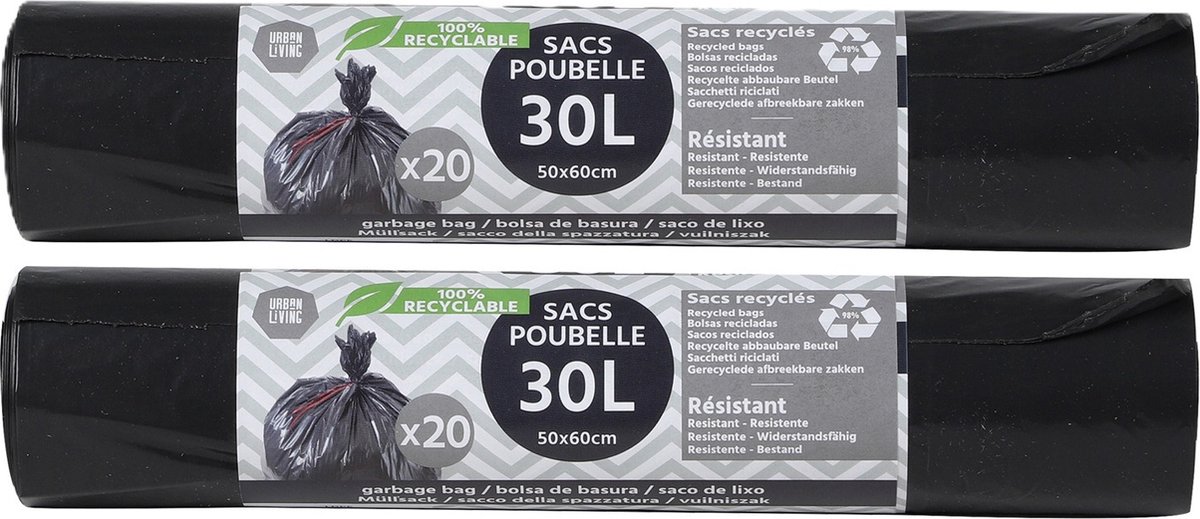 URBAN
LiViNG
100%
RECYCLABLE
SACS
POUBELLE
30L
50x60cm
x20
Sacs recyclés
Recycled bags
Bolsas recicladas
Sacos reciclados
Recycelte abbaubare Beutel
Sacchetti riciclati
Gerecyclede afbreekbare zakken
98%
Résistant
Resistant - Resistente
Resistente - Widerstandsfähig
Resistente - Bestand
garbage bag / bolsa de basura / saco de lixo
Müllsack / sacco della spazzatura / vuilniszak
URBAN
LiViNG
100%
RECYCLABLE
SACS
POUBELLE
30L
50x60cm
x20
Sacs recyclés
Recycled bags
Bolsas recicladas
Sacos reciclados
Recycelte abbaubare Beutel
Sacchetti riciclati
Gerecyclede afbreekbare zakken
98%
Résistant
Resistant - Resistente
Resistente - Widerstandsfähig
Resistente - Bestand
garbage bag / bolsa de basura / saco de lixo
Müllsack / sacco della spazzatura / vuilniszak